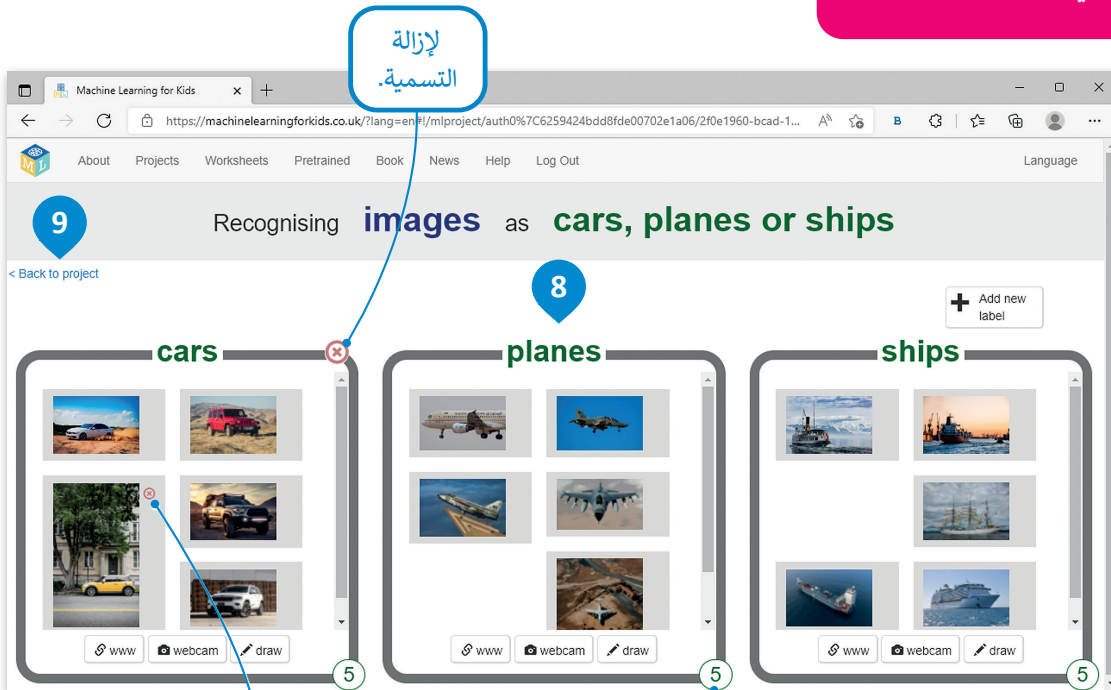 لإزالة
التسمية.
Machine Learning for Kids
https://machinelearningforkids.co.uk/?lang=en#!/mlproject/auth0%7C6259424bdd8fde00702e1a06/2f0e1960-bcad-1...
B
ML
About Projects Worksheets Pretrained Book News Help Log Out Language
9
Recognising images as cars, planes or ships
< Back to project
8
Add new
label
cars
planes
ships
www webcam draw
5
www webcam draw
5
www webcam draw
5